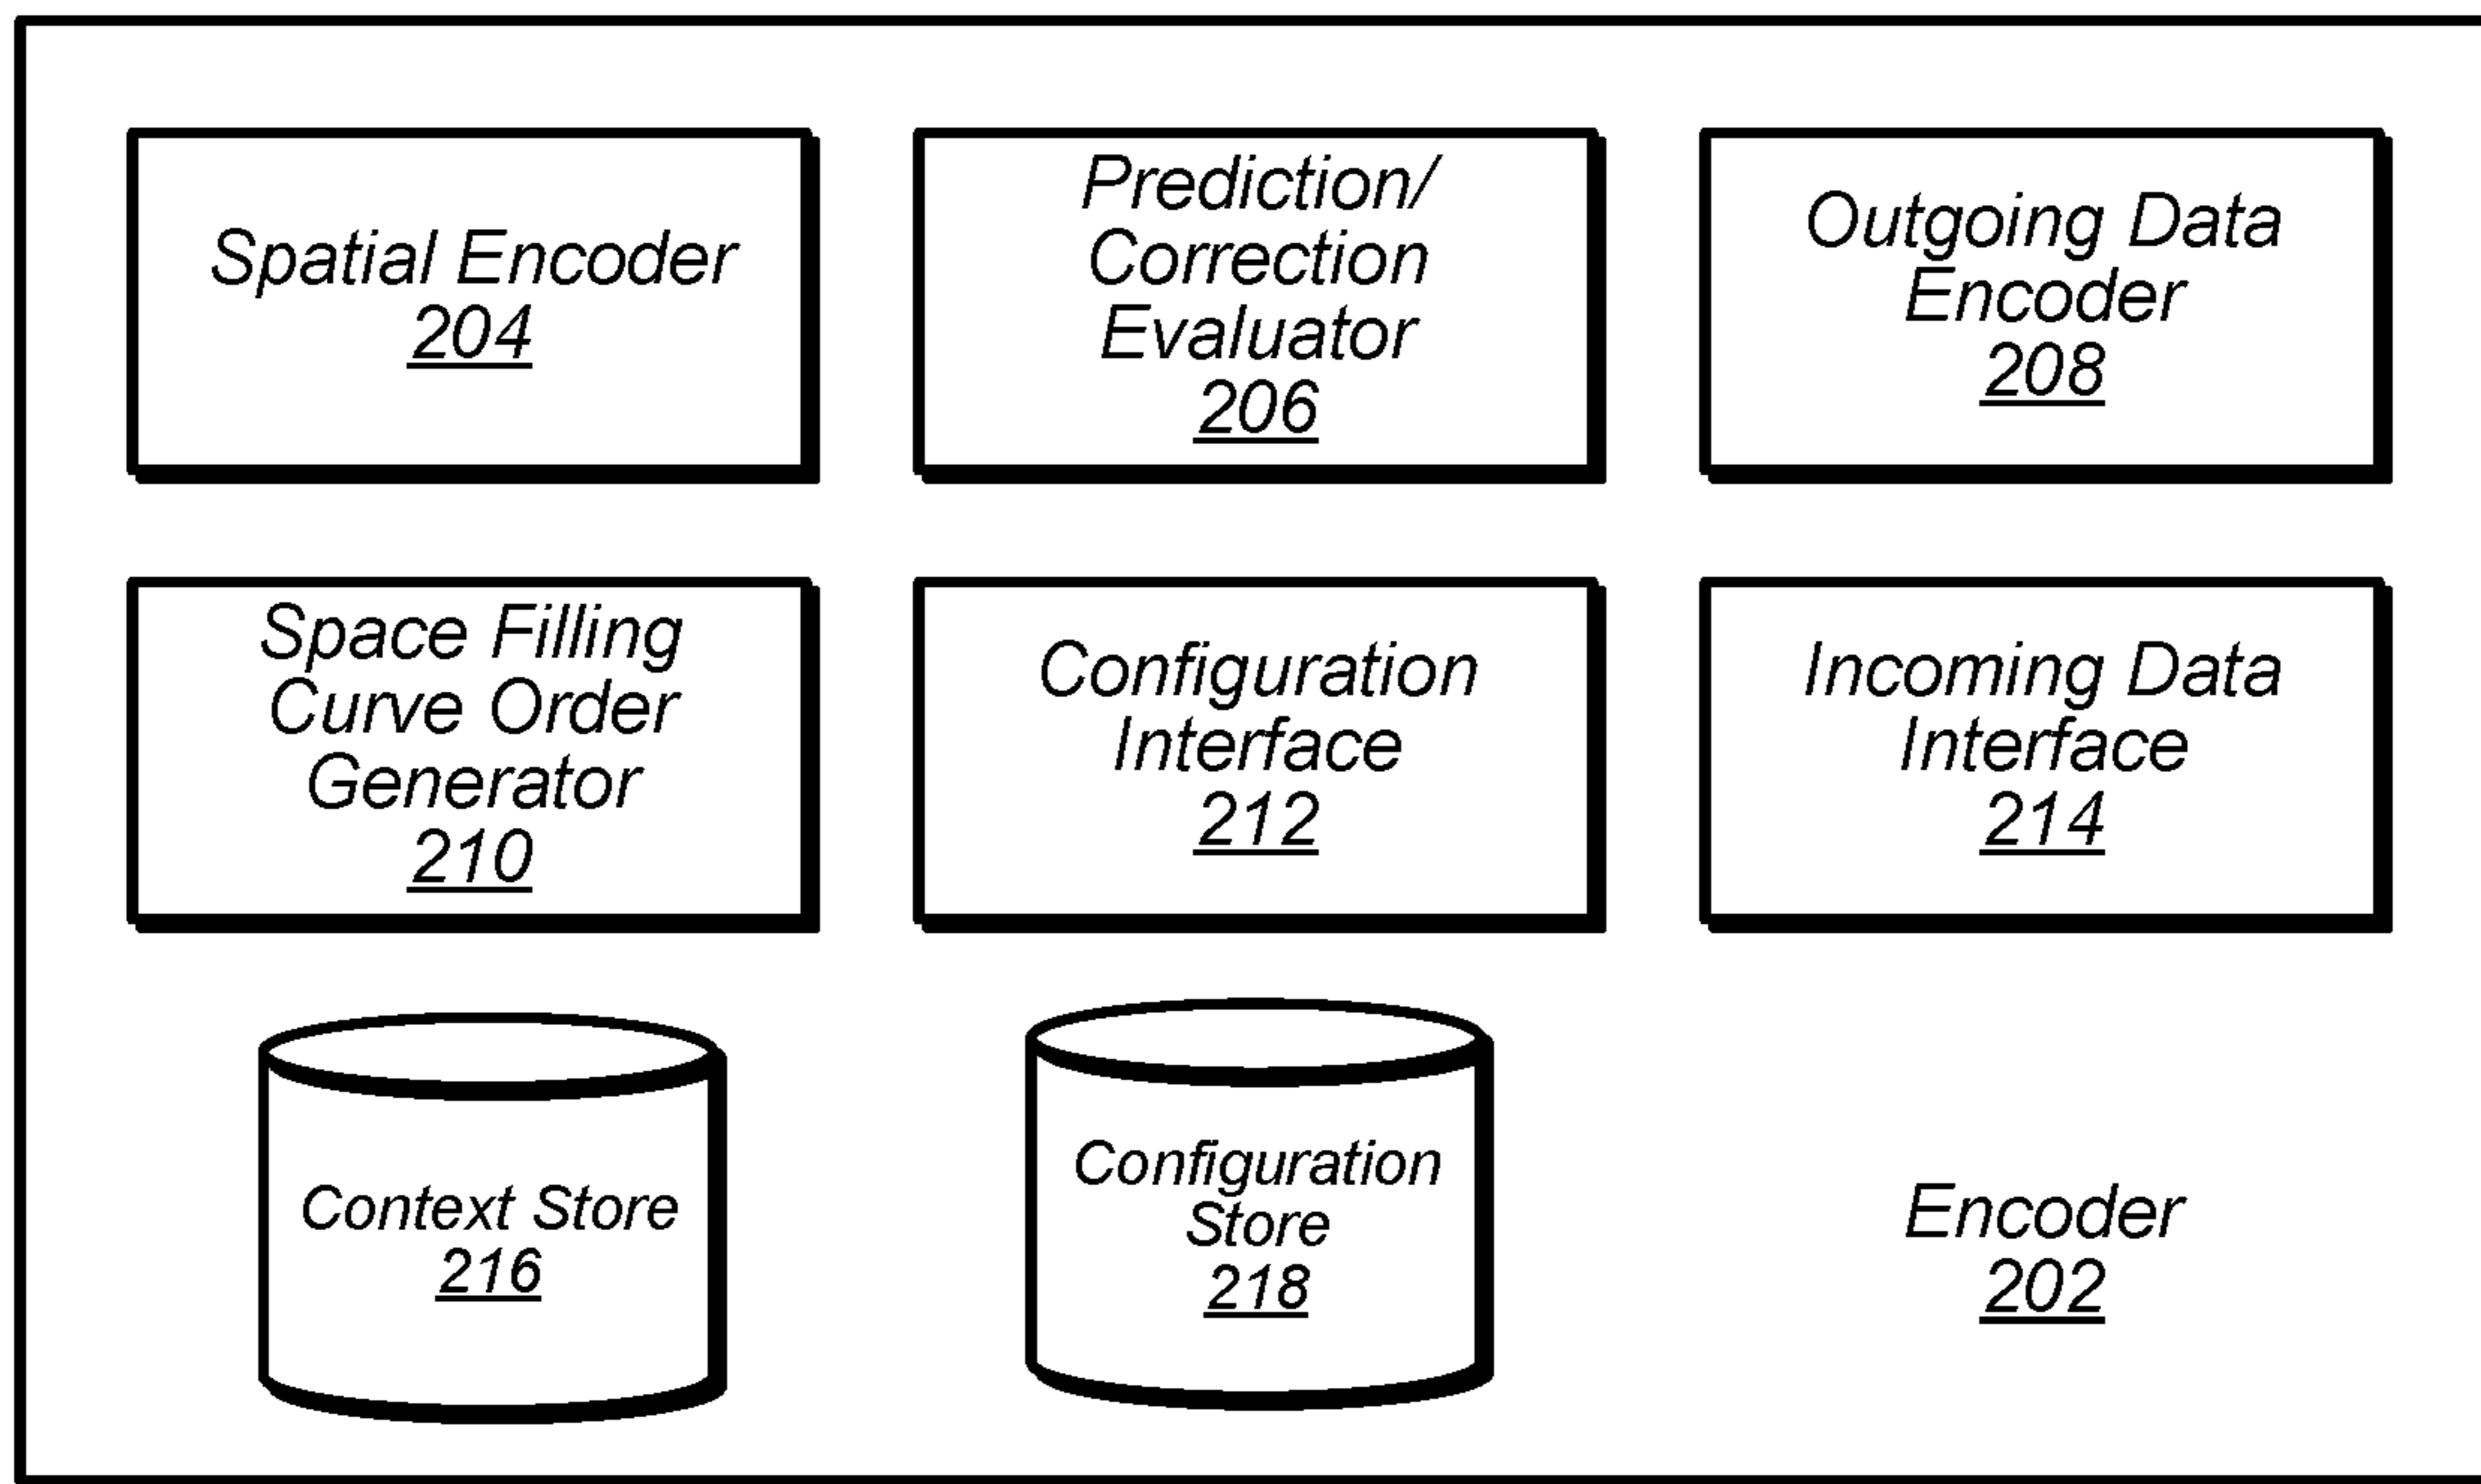 Spatial Encoder
204
Prediction/
Correction
Evaluator
206
Outgoing Data
Encoder
208
Space Filling
Curve Order
Generator
210
Configuration
Interface
212
Incoming Data
Interface
214
Context Store
216
Configuration
Store
218
Encoder
202